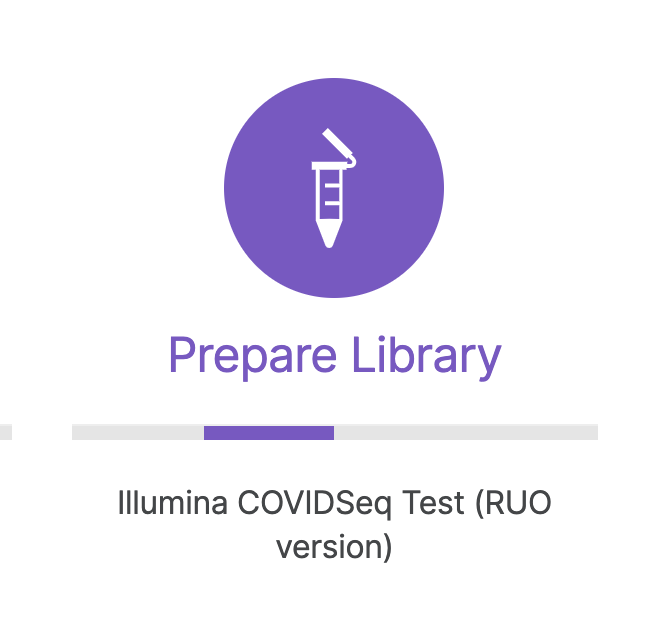 Prepare Library
Illumina COVIDSeq Test (RUO
version)